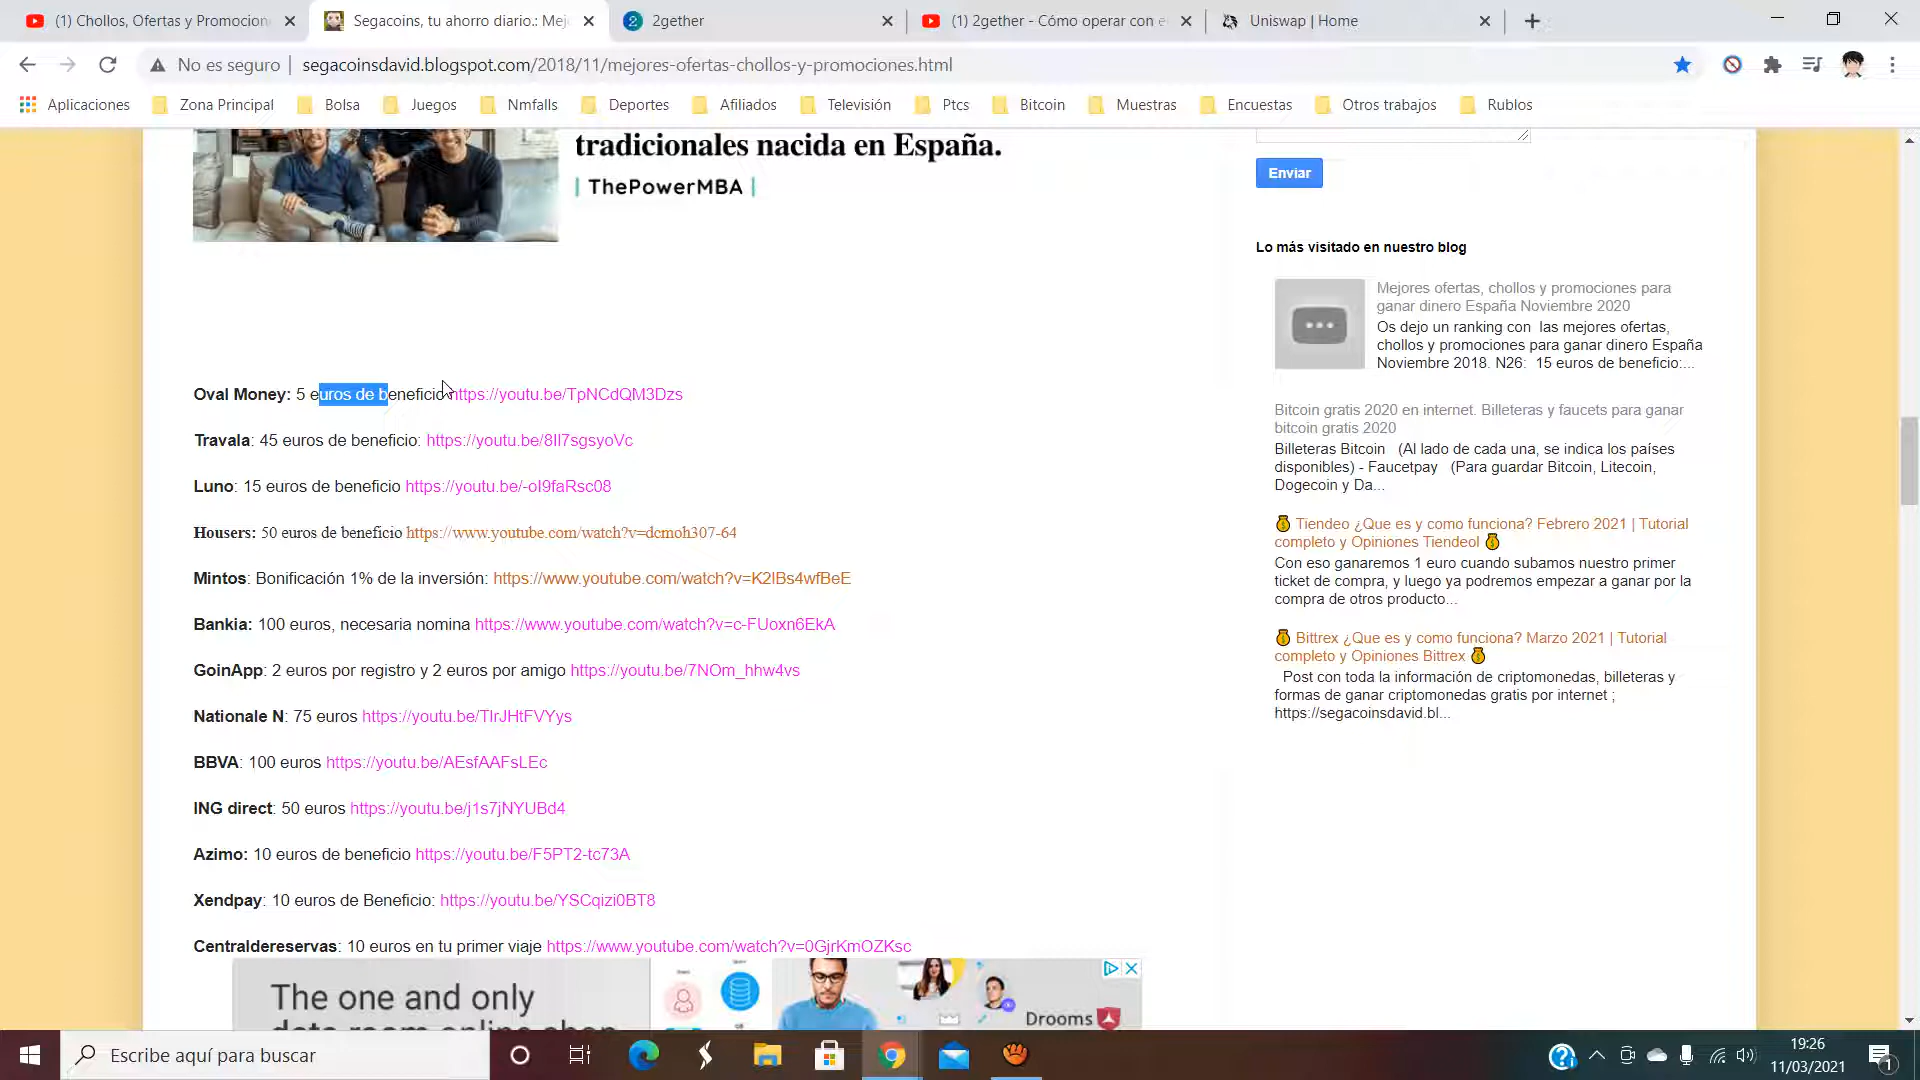 (1) Chollos, Ofertas y Promocion
Segacoins, tu ahorro diario.: Mej
2gether
(1) 2gether - Cómo operar con e
Uniswap | Home
No es seguro
segacoinsdavid.blogspot.com/2018/11/mejores-ofertas-chollos-y-promociones.html
Aplicaciones
Zona Principal
Bolsa
Juegos
Nmfalls
Deportes
Afiliados
Televisión
Ptcs
Bitcoin
Muestras
Encuestas
Otros trabajos
Rublos
tradicionales nacida en España.
| ThePowerMBA |
Oval Money: 5 euros de beneficio https://youtu.be/TpNCdQM3Dzs
Travala: 45 euros de beneficio: https://youtu.be/8Il7sgsyoVc
Luno: 15 euros de beneficio https://youtu.be/-oI9faRsc08
Housers: 50 euros de beneficio https://www.youtube.com/watch?v=dcmoh307-64
Mintos: Bonificación 1% de la inversión: https://www.youtube.com/watch?v=K2lBs4wfBeE
Bankia: 100 euros, necesaria nomina https://www.youtube.com/watch?v=c-FUoxn6EkA
GoinApp: 2 euros por registro y 2 euros por amigo https://youtu.be/7NOm_hhw4vs
Nationale N: 75 euros https://youtu.be/TIrJHtFVYys
BBVA: 100 euros https://youtu.be/AEsfAAFsLEc
ING direct: 50 euros https://youtu.be/j1s7jNYUBd4
Azimo: 10 euros de beneficio https://youtu.be/F5PT2-tc73A
Xendpay: 10 euros de Beneficio: https://youtu.be/YSCqizi0BT8
Centraldereservas: 10 euros en tu primer viaje https://www.youtube.com/watch?v=0GjrKmOZKsc
The one and only
data room online shop
Drooms
Enviar
Lo más visitado en nuestro blog
Mejores ofertas, chollos y promociones para
ganar dinero España Noviembre 2020
Os dejo un ranking con las mejores ofertas,
chollos y promociones para ganar dinero España
Noviembre 2018. N26: 15 euros de beneficio:...
Bitcoin gratis 2020 en internet. Billeteras y faucets para ganar
bitcoin gratis 2020
Billeteras Bitcoin (Al lado de cada una, se indica los países
disponibles) - Faucetpay (Para guardar Bitcoin, Litecoin,
Dogecoin y Da...
💰 Tiendeo ¿Que es y como funciona? Febrero 2021 | Tutorial
completo y Opiniones Tiendeol 💰
Con eso ganaremos 1 euro cuando subamos nuestro primer
ticket de compra, y luego ya podremos empezar a ganar por la
compra de otros producto...
💰 Bittrex ¿Que es y como funciona? Marzo 2021 | Tutorial
completo y Opiniones Bittrex 💰
Post con toda la información de criptomonedas, billeteras y
formas de ganar criptomonedas gratis por internet ;
https://segacoinsdavid.bl...
Escribe aquí para buscar
19:26
11/03/2021
1